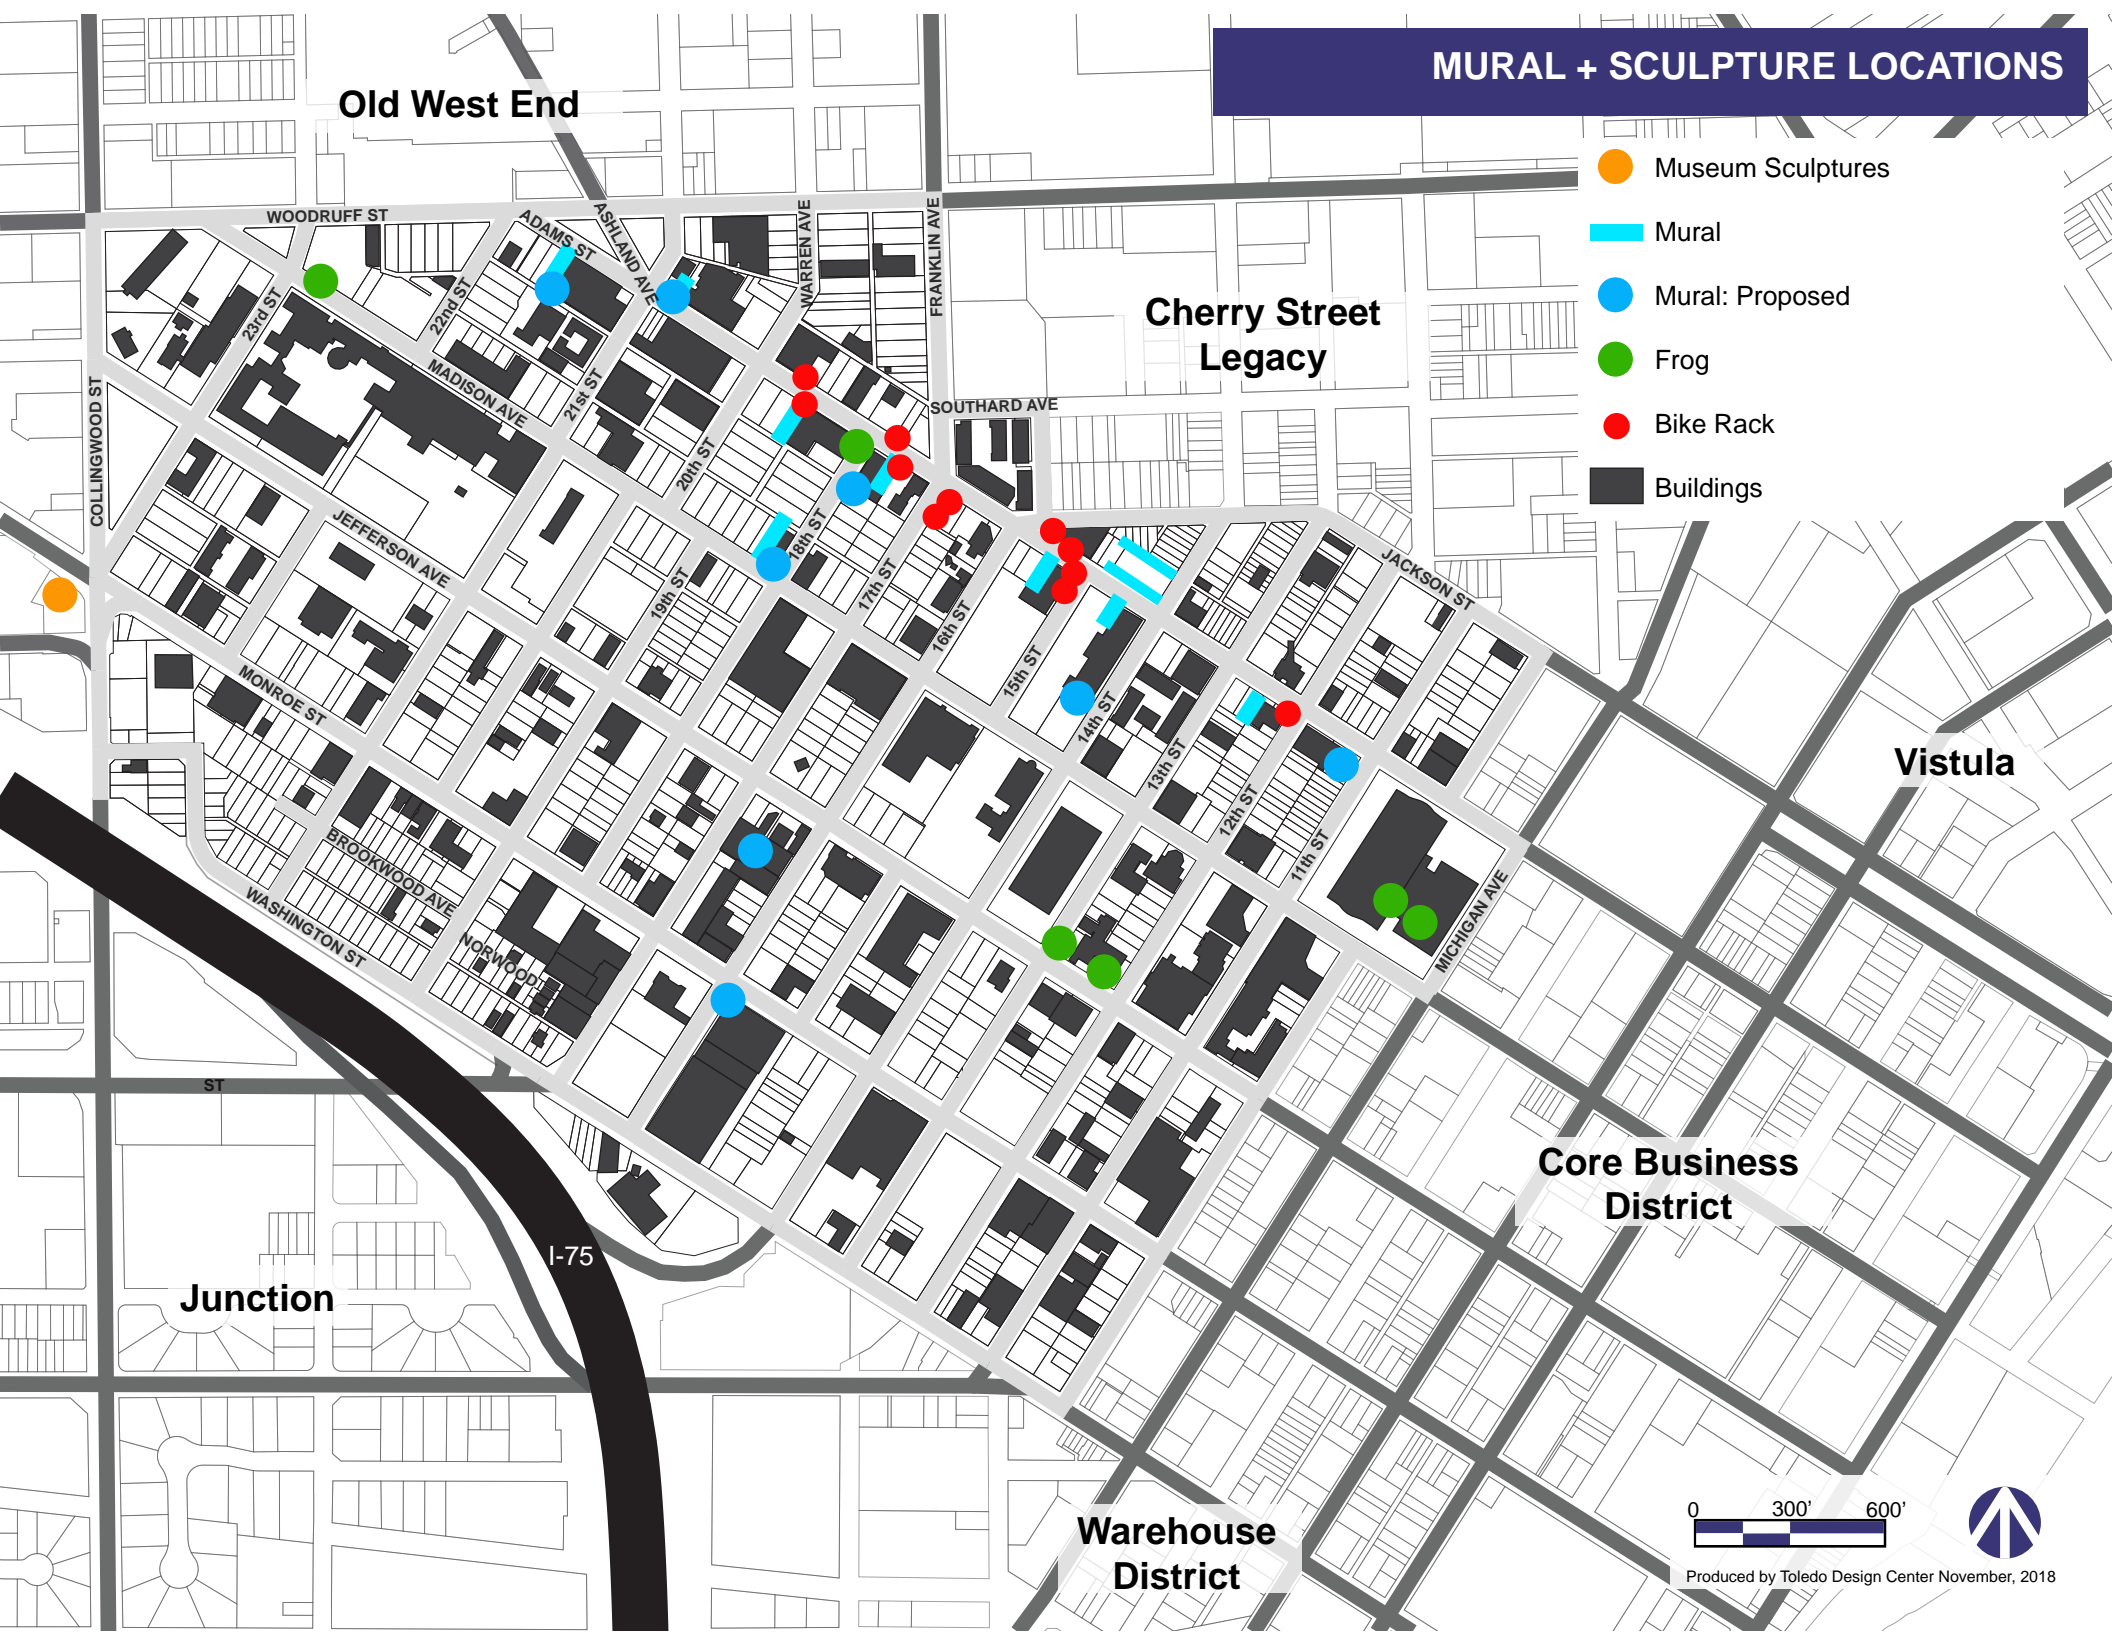 MURAL + SCULPTURE LOCATIONS
Old West End
Museum Sculptures
Mural
Mural: Proposed
Frog
Bike Rack
Buildings
WOODRUFF ST
ADAMS ST
ASHLAND AVE
WARREN AVE
FRANKLIN AVE
23rd ST
22nd ST
Cherry Street
Legacy
MADISON AVE
21st ST
SOUTHARD AVE
COLLINGWOOD ST
20th ST
JEFFERSON AVE
18th ST
19th ST
17th ST
16th ST
JACKSON ST
15th ST
MONROE ST
14th ST
13th ST
12th ST
11th ST
Vistula
BROOKWOOD AVE
WASHINGTON ST
NORWOOD
MICHIGAN AVE
ST
Core Business
District
I-75
Junction
Warehouse
District
0 300’ 600’
Produced by Toledo Design Center November, 2018